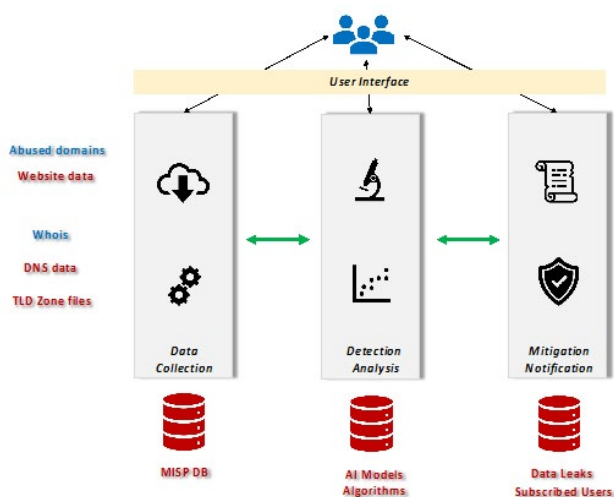 User Interface
Abused domains
Website data
Whois
DNS data
TLD Zone files
Data
Collection
Detection
Analysis
Mitigation
Notification
MISP DB
AI Models
Algorithms
Data Leaks
Subscribed Users